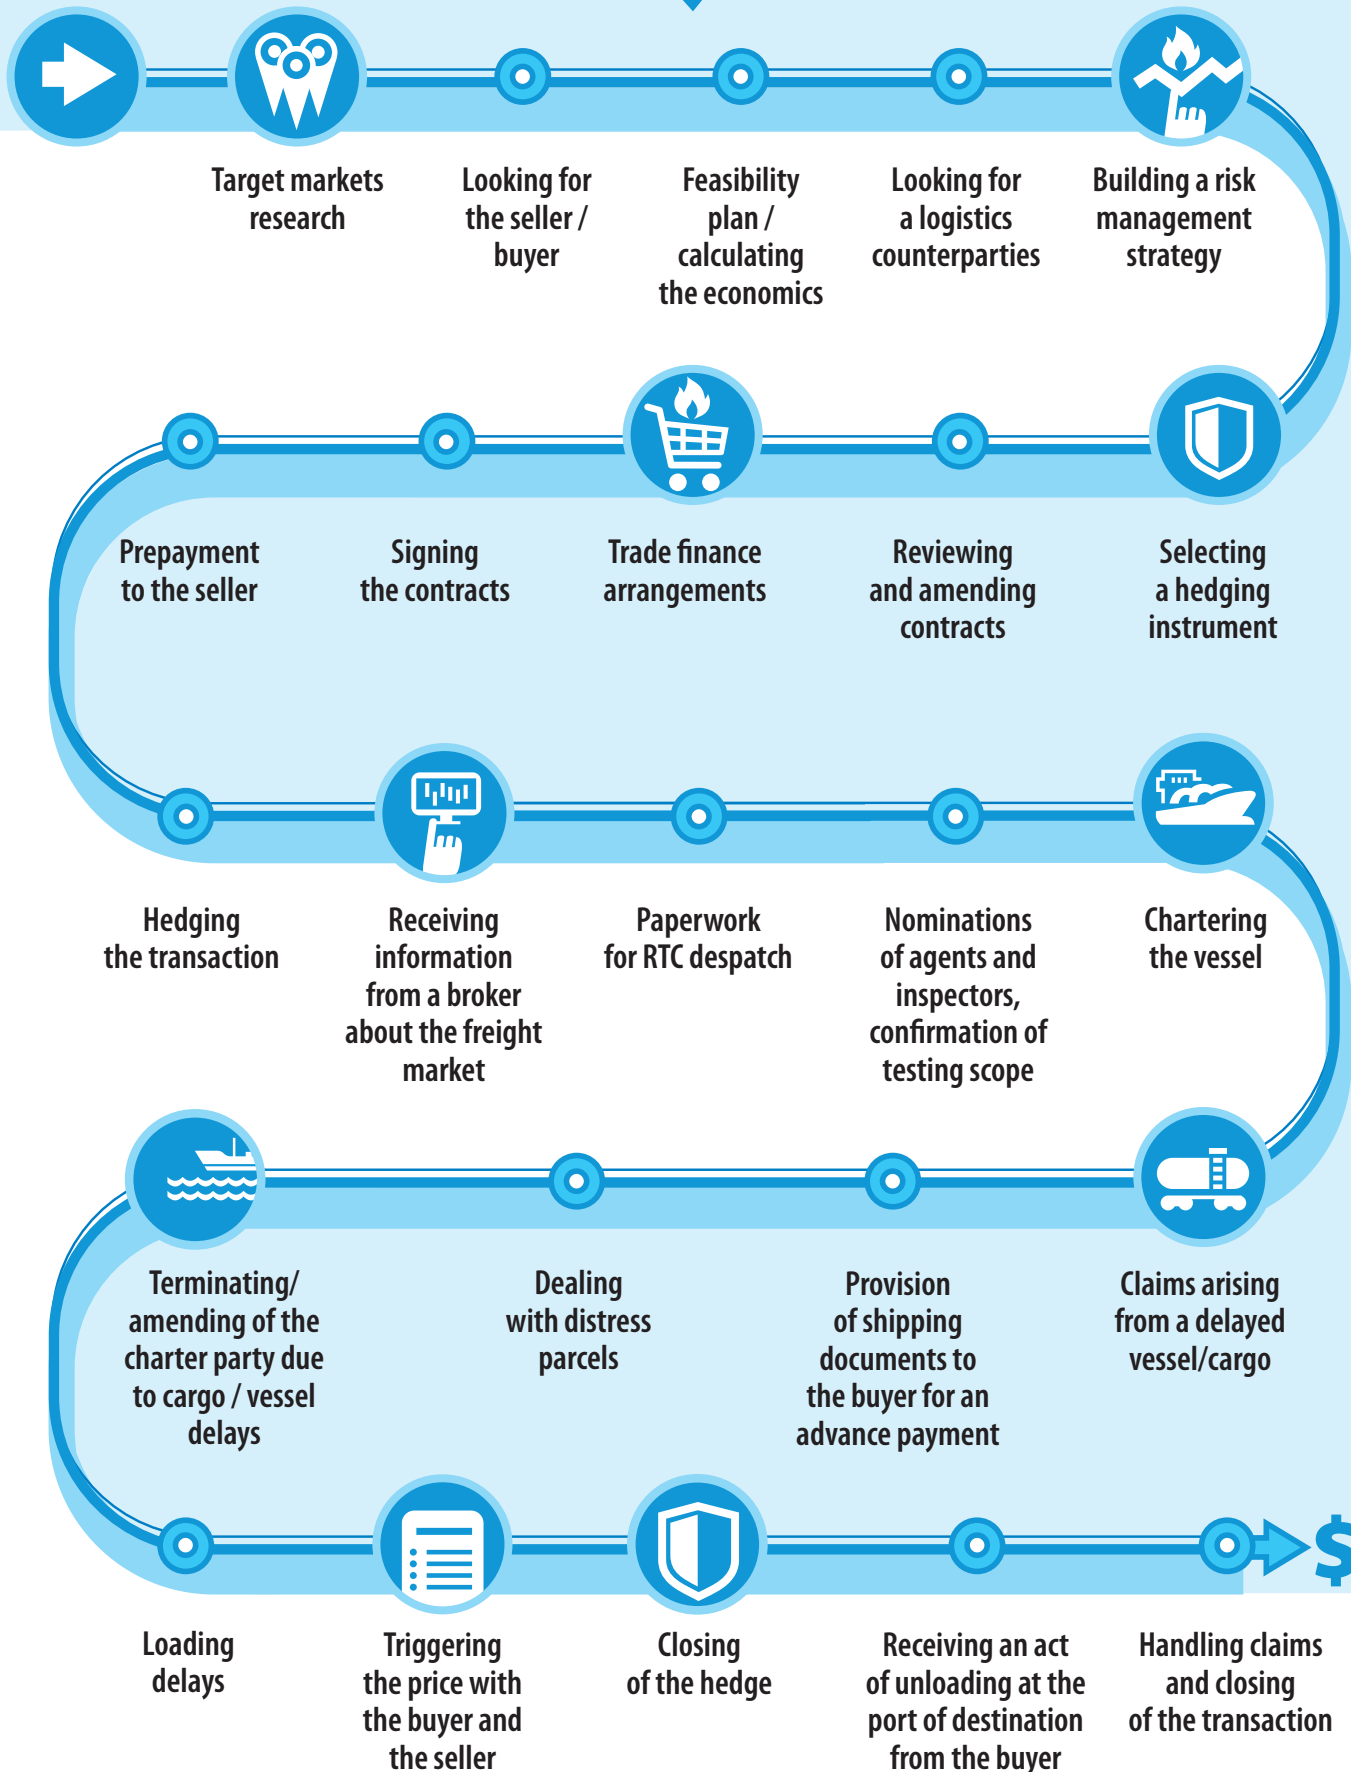 Target markets
research
Looking for
the seller /
buyer
Feasibility
plan /
calculating
the economics
Looking for
a logistics
counterparties
Building a risk
management
strategy
Prepayment
to the seller
Signing
the contracts
Trade finance
arrangements
Reviewing
and amending
contracts
Selecting
a hedging
instrument
Hedging
the transaction
Receiving
information
from a broker
about the freight
market
Paperwork
for RTC despatch
Nominations
of agents and
inspectors,
confirmation of
testing scope
Chartering
the vessel
Terminating/
amending of the
charter party due
to cargo / vessel
delays
Dealing
with distress
parcels
Provision
of shipping
documents to
the buyer for an
advance payment
Claims arising
from a delayed
vessel/cargo
$
Loading
delays
Triggering
the price with
the buyer and
the seller
Closing
of the hedge
Receiving an act
of unloading at the
port of destination
from the buyer
Handling claims
and closing
of the transaction